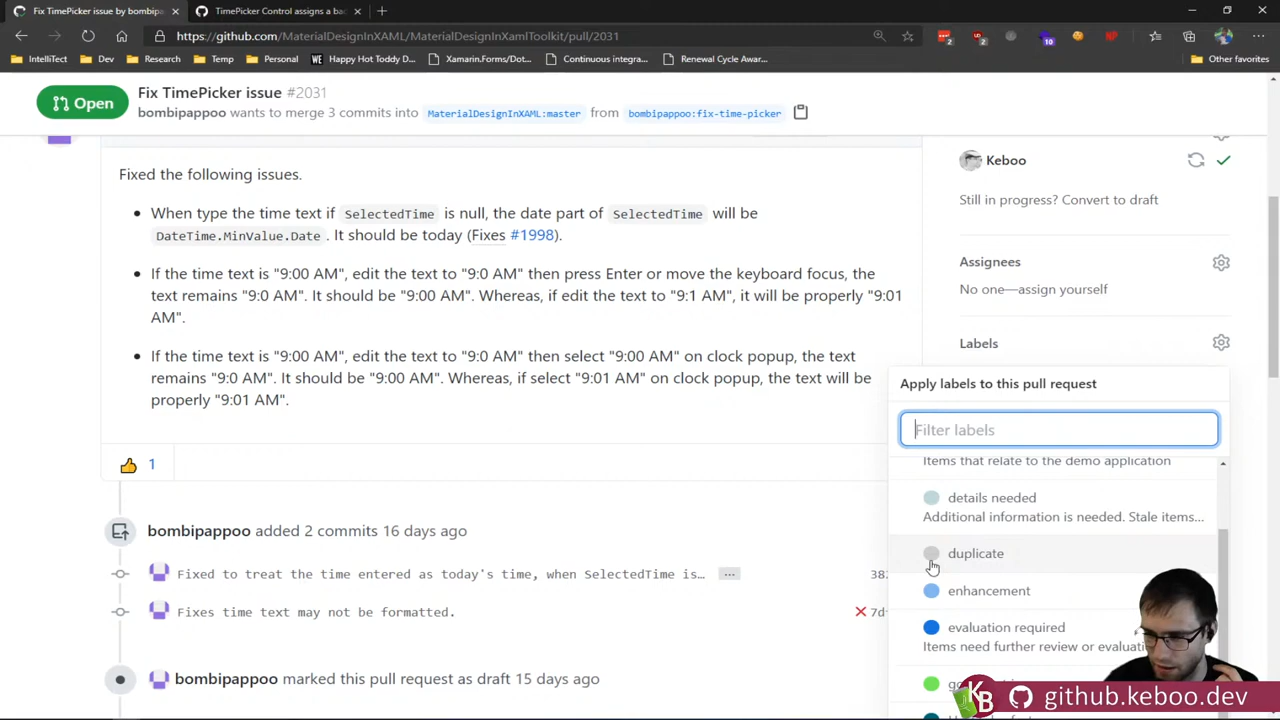 Fix TimePicker issue by bombipa
TimePicker Control assigns a bac
https://github.com/MaterialDesignInXAML/MaterialDesignInXamlToolkit/pull/2031
IntelliTect
Dev
Research
Temp
Personal
Happy Hot Toddy D...
Xamarin.Forms/Dot...
Continuous integra...
Renewal Cycle Awar...
Other favorites
2
2
10
Open
Fix TimePicker issue #2031
bombipappoo wants to merge 3 commits into MaterialDesignInXAML:master from bombipappoo:fix-time-picker
Fixed the following issues.
When type the time text if SelectedTime is null, the date part of SelectedTime will be
DateTime.MinValue.Date. It should be today (Fixes #1998).
If the time text is "9:00 AM", edit the text to "9:0 AM" then press Enter or move the keyboard focus, the
text remains "9:0 AM". It should be "9:00 AM". Whereas, if edit the text to "9:1 AM", it will be properly "9:01
AM".
If the time text is "9:00 AM", edit the text to "9:0 AM" then select "9:00 AM" on clock popup, the text
remains "9:0 AM". It should be "9:00 AM". Whereas, if select "9:01 AM" on clock popup, the text will be
properly "9:01 AM".
👍 1
bombipappoo added 2 commits 16 days ago
Fixed to treat the time entered as today's time, when SelectedTime is…
Fixes time text may not be formatted.
bombipappoo marked this pull request as draft 15 days ago
Keboo
Still in progress? Convert to draft
Assignees
No one—assign yourself
Labels
Apply labels to this pull request
Filter labels
Items that relate to the demo application
details needed
Additional information is needed. Stale items...
duplicate
enhancement
evaluation required
Items need further review or evaluati
KB
github.keboo.dev